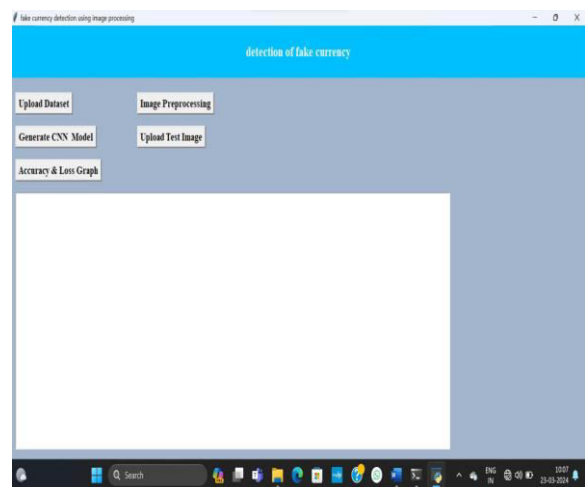 fake currency detection using image processing
detection of fake currency
Upload Dataset Image Preprocessing
Generate CNN Model Upload Test Image
Accuracy & Loss Graph
Search
ENG
IN
10:07
23-03-2024